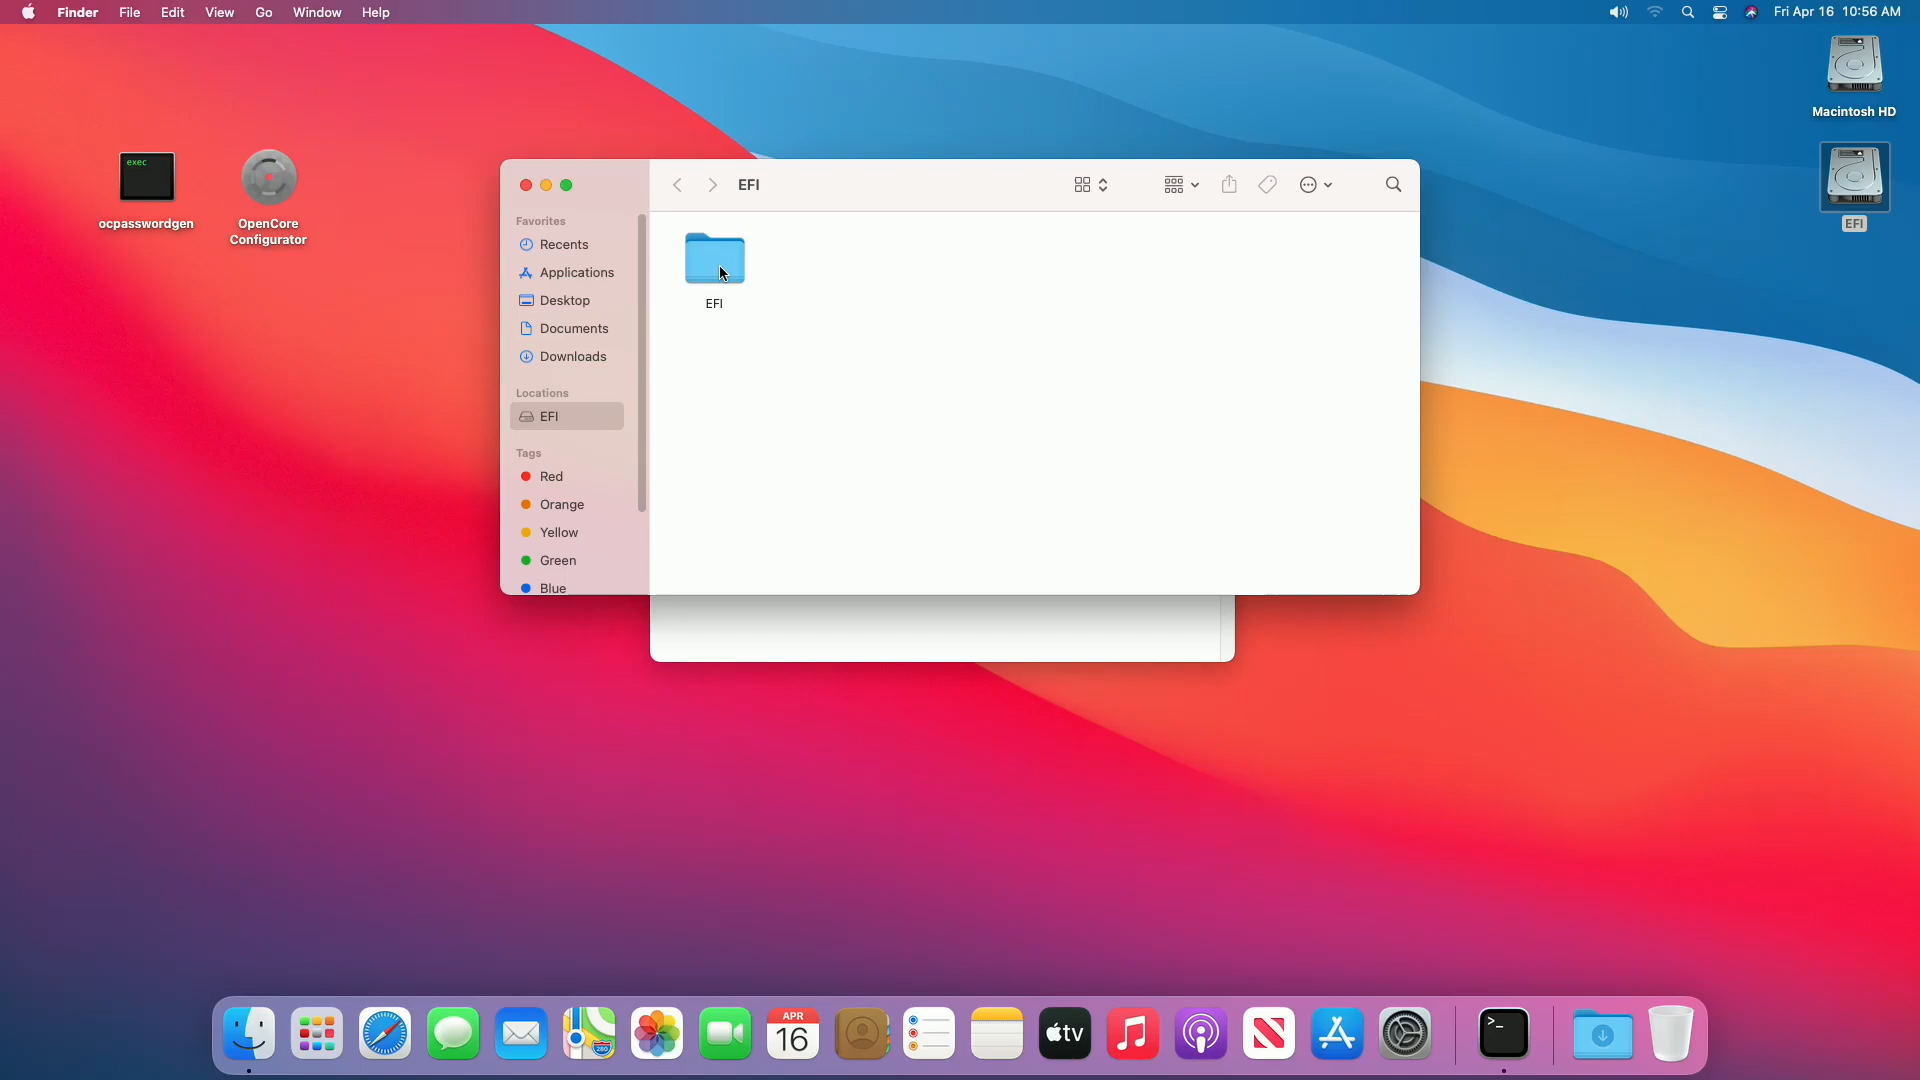 Finder File Edit View Go Window Help
Fri Apr 16 10:56 AM
Macintosh HD
exec
ocpasswordgen
OpenCore
Configurator
EFI
EFI
Favorites
Recents
Applications
Desktop
Documents
Downloads
Locations
EFI
Tags
Red
Orange
Yellow
Green
Blue
EFI
APR
16
280
tv
>_